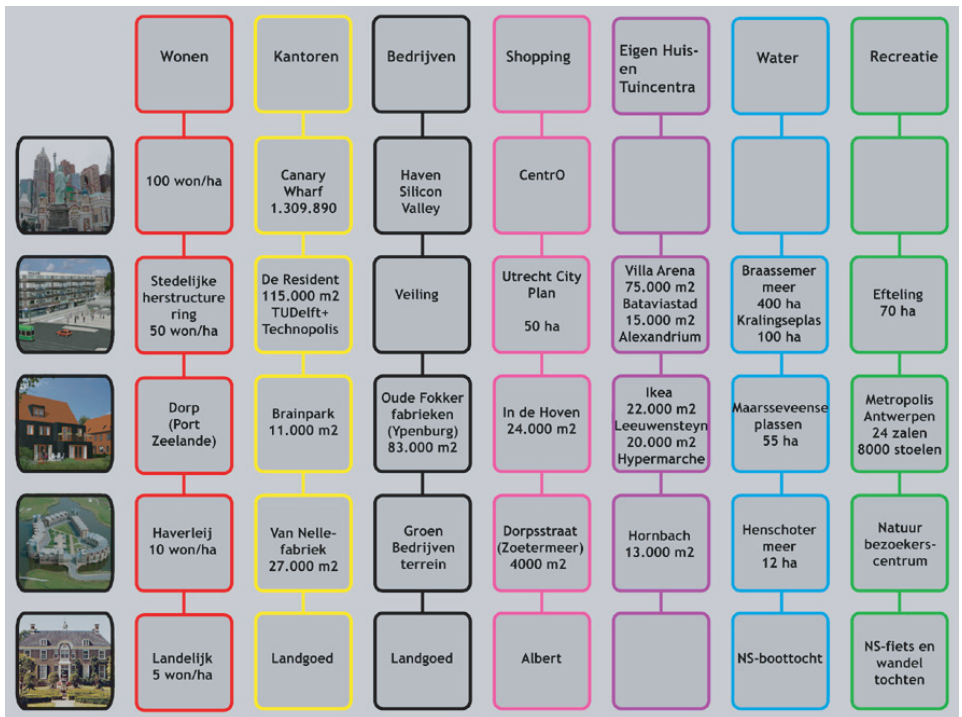 Wonen
Kantoren
Bedrijven
Shopping
Eigen Huis-
en
Tuincentra
Water
Recreatie
100 won/ha
Canary
Wharf
1.309.890
Haven
Silicon
Valley
CentrO
Stedelijke
herstructure
ring
50 won/ha
De Resident
115.000 m2
TUDelft+
Technopolis
Veiling
Utrecht City
Plan
50 ha
Villa Arena
75.000 m2
Bataviastad
15.000 m2
Alexandrium
Braassemer
meer
400 ha
Kralingseplas
100 ha
Efteling
70 ha
Dorp
(Port
Zeelande)
Brainpark
11.000 m2
Oude Fokker
fabrieken
(Ypenburg)
83.000 m2
In de Hoven
24.000 m2
Ikea
22.000 m2
Leeuwensteyn
20.000 m2
Hypermarche
Maarsseveense
plassen
55 ha
Metropolis
Antwerpen
24 zalen
8000 stoelen
Haverleij
10 won/ha
Van Nelle-
fabriek
27.000 m2
Groen
Bedrijven
terrein
Dorpsstraat
(Zoetermeer)
4000 m2
Hornbach
13.000 m2
Henschoter
meer
12 ha
Natuur
bezoekers-
centrum
Landelijk
5 won/ha
Landgoed
Landgoed
Albert
NS-boottocht
NS-fiets en
wandel
tochten